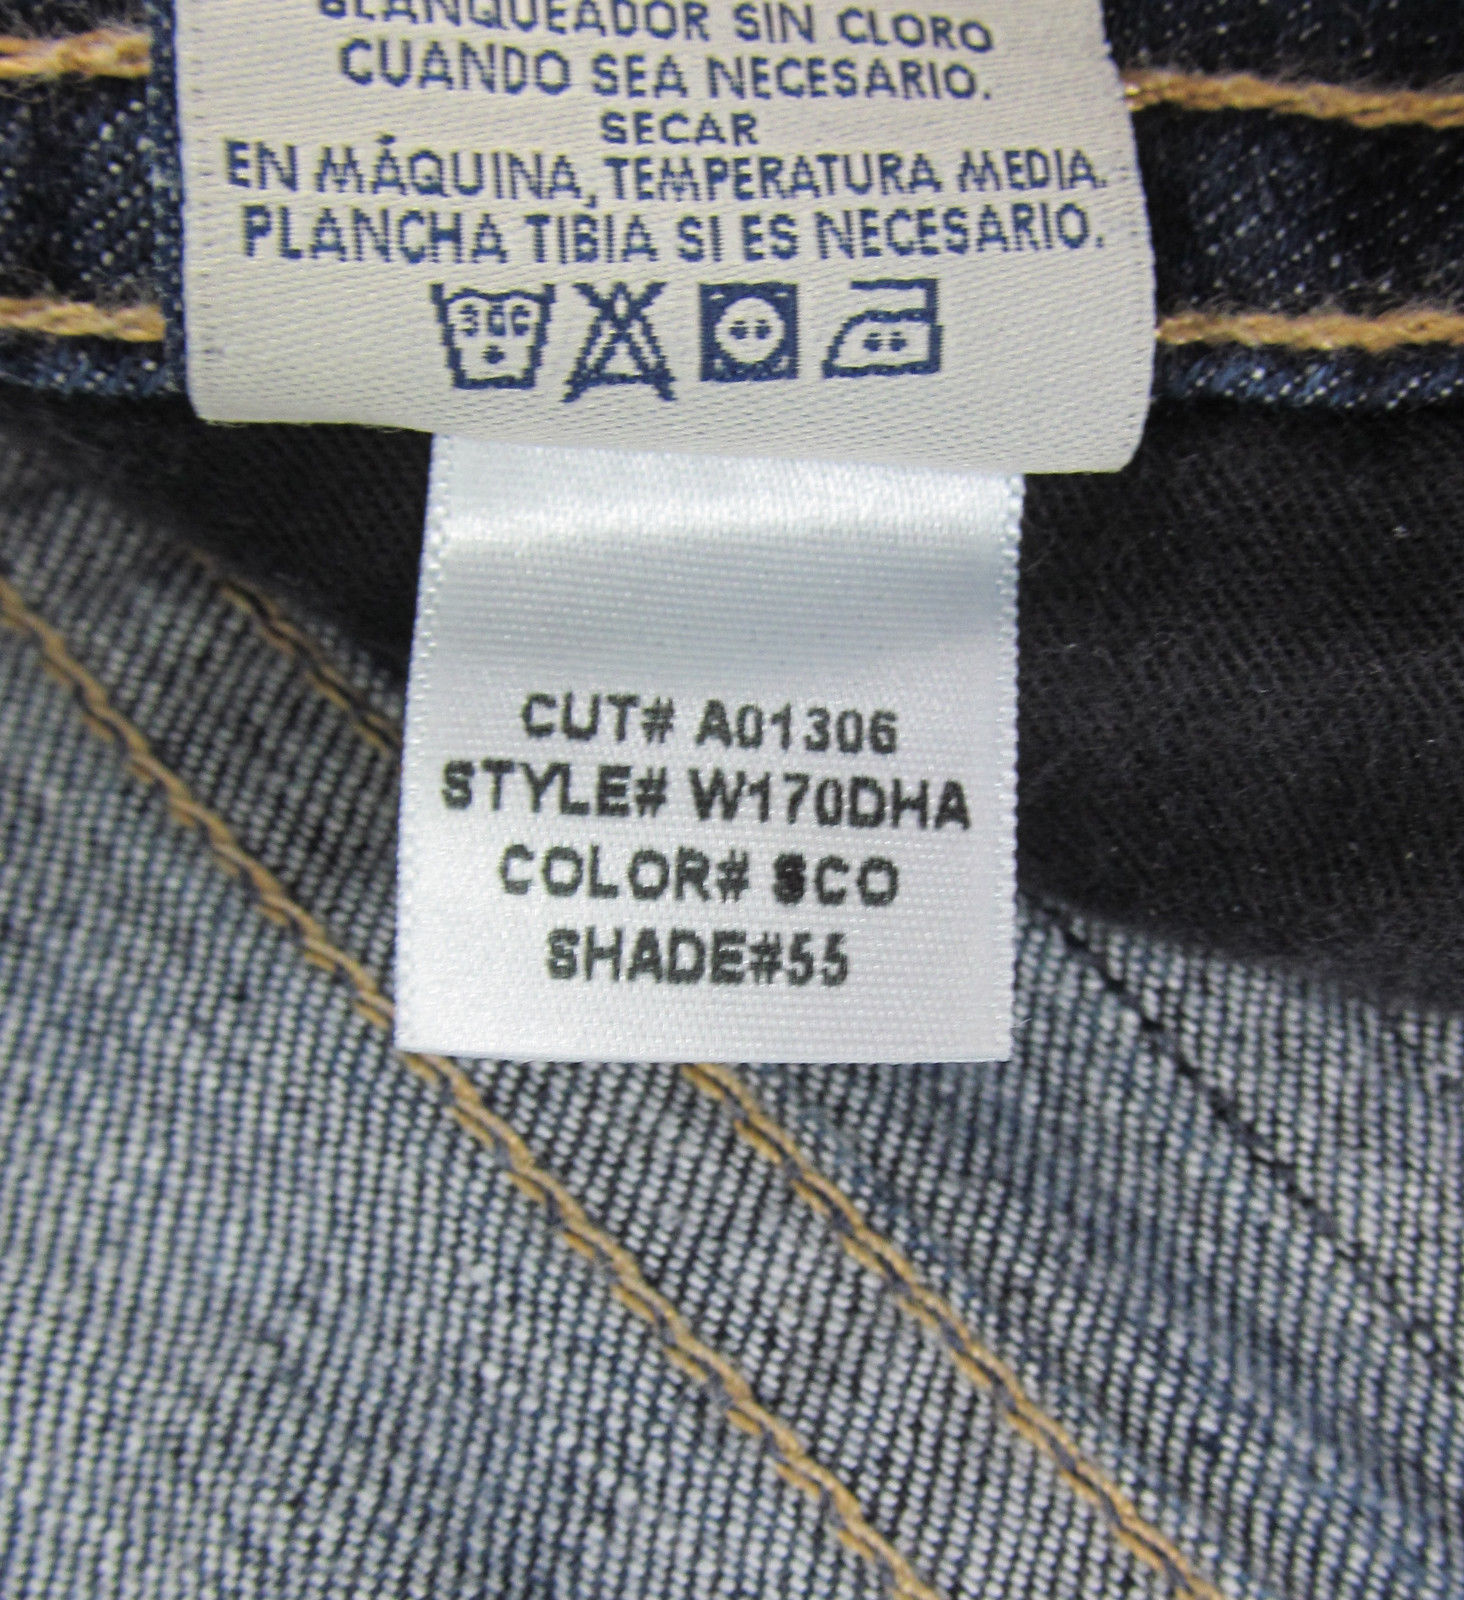 BLANQUEADOR SIN CLORO
CUANDO SEA NECESARIO.
SECAR
EN MÁQUINA, TEMPERATURA MEDIA.
PLANCHA TIBIA SI ES NECESARIO.
30C
CUT# A01306
STYLE# W170DHA
COLOR# SCO
SHADE#55